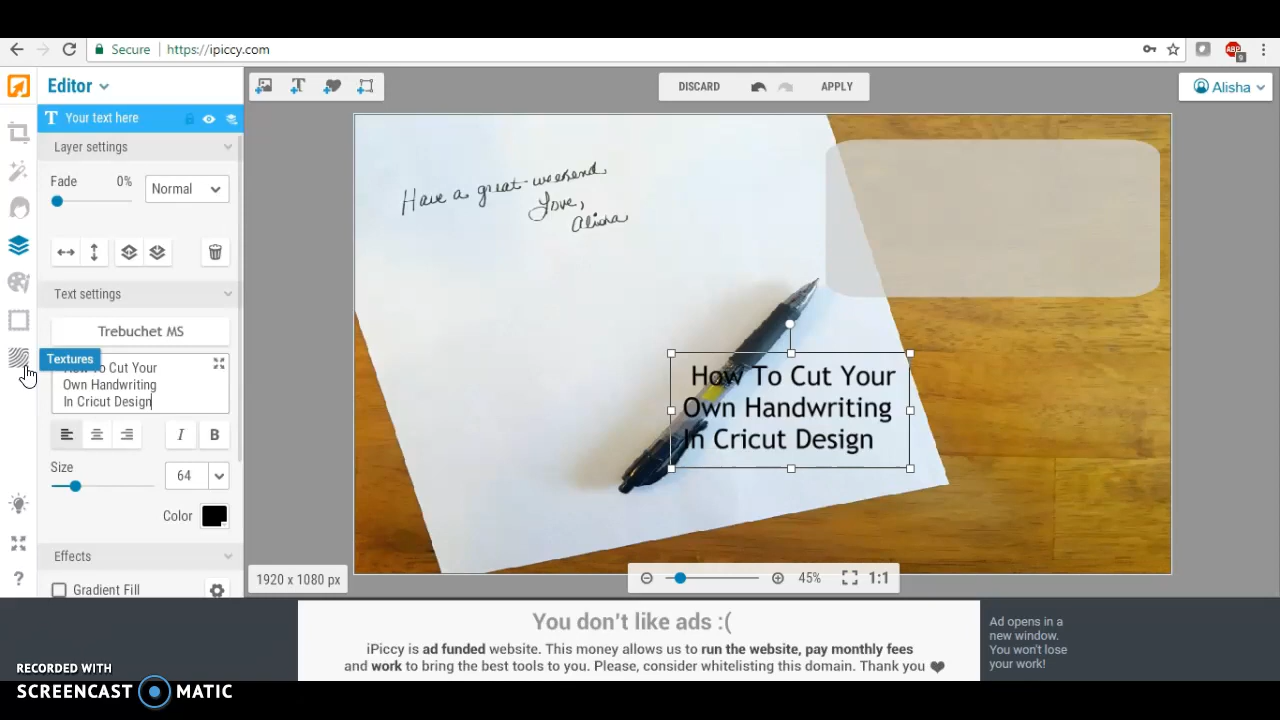 Secure https://ipiccy.com
9
Editor
DISCARD
APPLY
Alisha
T Your text here
Layer settings
Fade 0% Normal
Text settings
Trebuchet MS
Textures
How To Cut Your
Own Handwriting
In Cricut Design
I B
Size 64
Color
Effects
Gradient Fill
?
Have a great weekend
Love,
Alisha
How To Cut Your
Own Handwriting
In Cricut Design
1920 x 1080 px
45% 1:1
You don't like ads :(
iPiccy is ad funded website. This money allows us to run the website, pay monthly fees
and work to bring the best tools to you. Please, consider whitelisting this domain. Thank you
Ad opens in a
new window.
You won't lose
your work!
RECORDED WITH
SCREENCAST MATIC